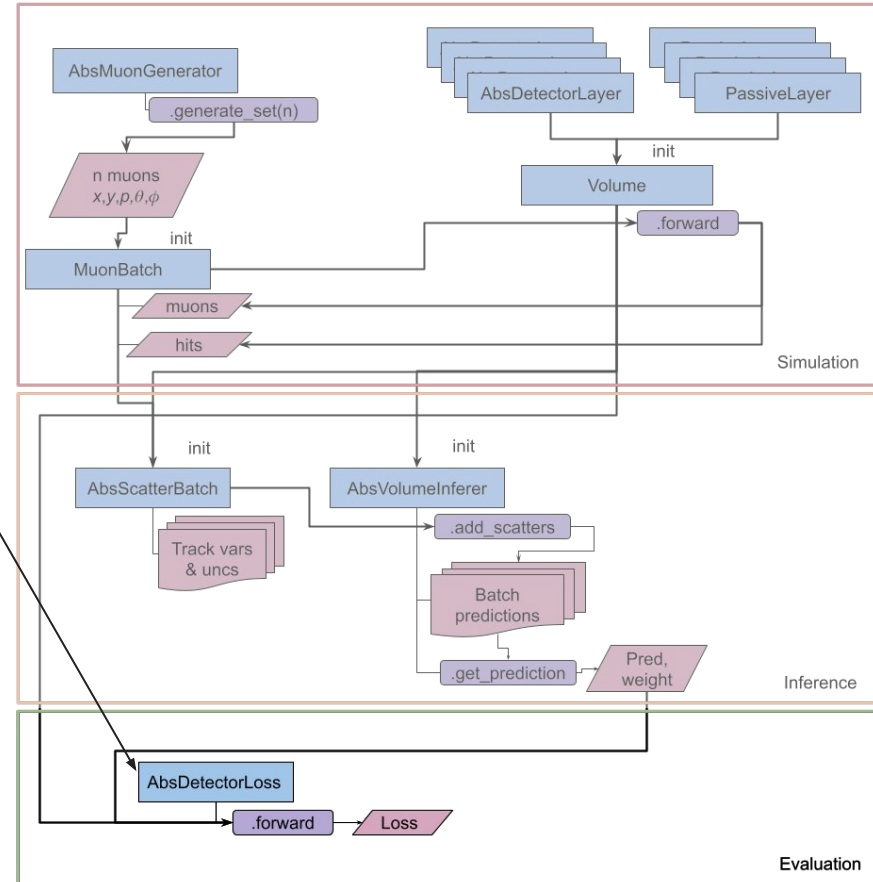 AbsMuonGenerator
.generate_set(n)
n muons
x,y,p,θ,ϕ
init
MuonBatch
muons
hits
AbsDetectorLayer
PassiveLayer
init
Volume
.forward
Simulation
init
AbsScatterBatch
Track vars
& uncs
init
AbsVolumeInferer
.add_scatters
Batch
predictions
.get_prediction
Pred,
weight
Inference
AbsDetectorLoss
.forward
Loss
Evaluation